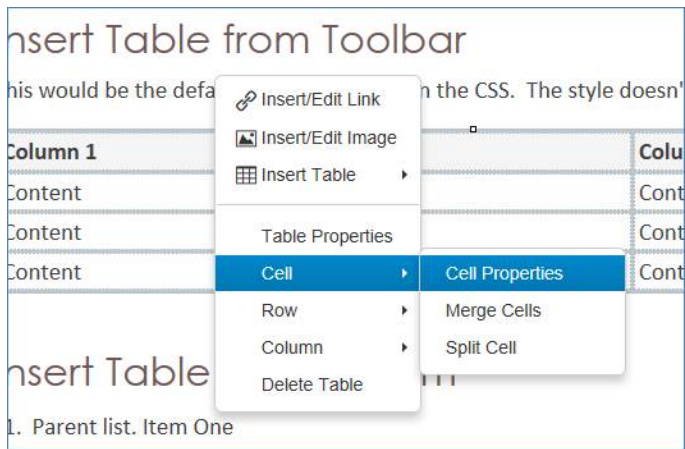 nsert Table from Toolbar
his would be the defa n the CSS. The style doesn'
Insert/Edit Link
Insert/Edit Image
Column 1 Colu
Insert Table
Content Cont
Content Cont
Table Properties
Content Cont
Cell Cell Properties
Row Merge Cells
Column Split Cell
nsert Table
Delete Table
1. Parent list. Item One